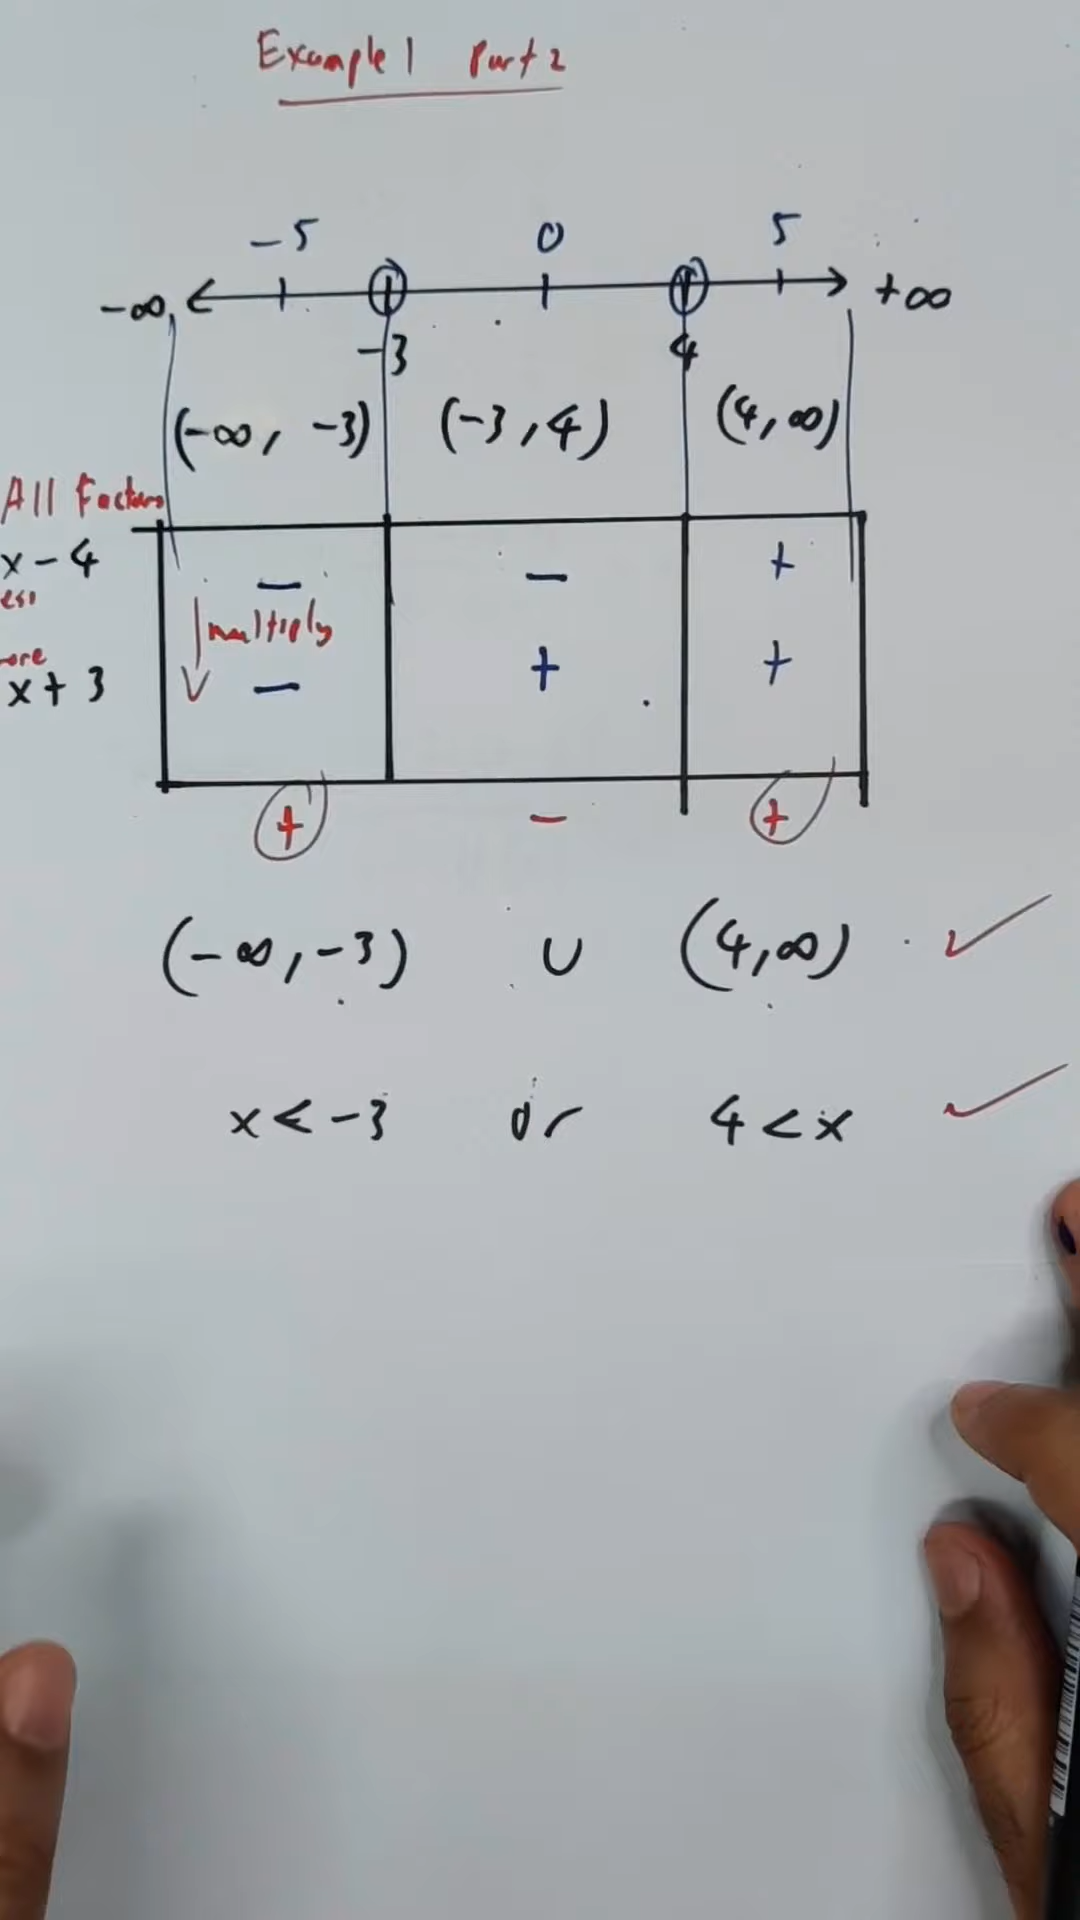 Example 1 Part 2
-5 0 5
-∞ +∞
-3 4
(-∞, -3) (-3,4) (4,∞)
All Factors
x-4 - - +
multiply
x+3 - + +
+ - +
(-∞,-3) ∪ (4,∞)
x<-3 or 4<x